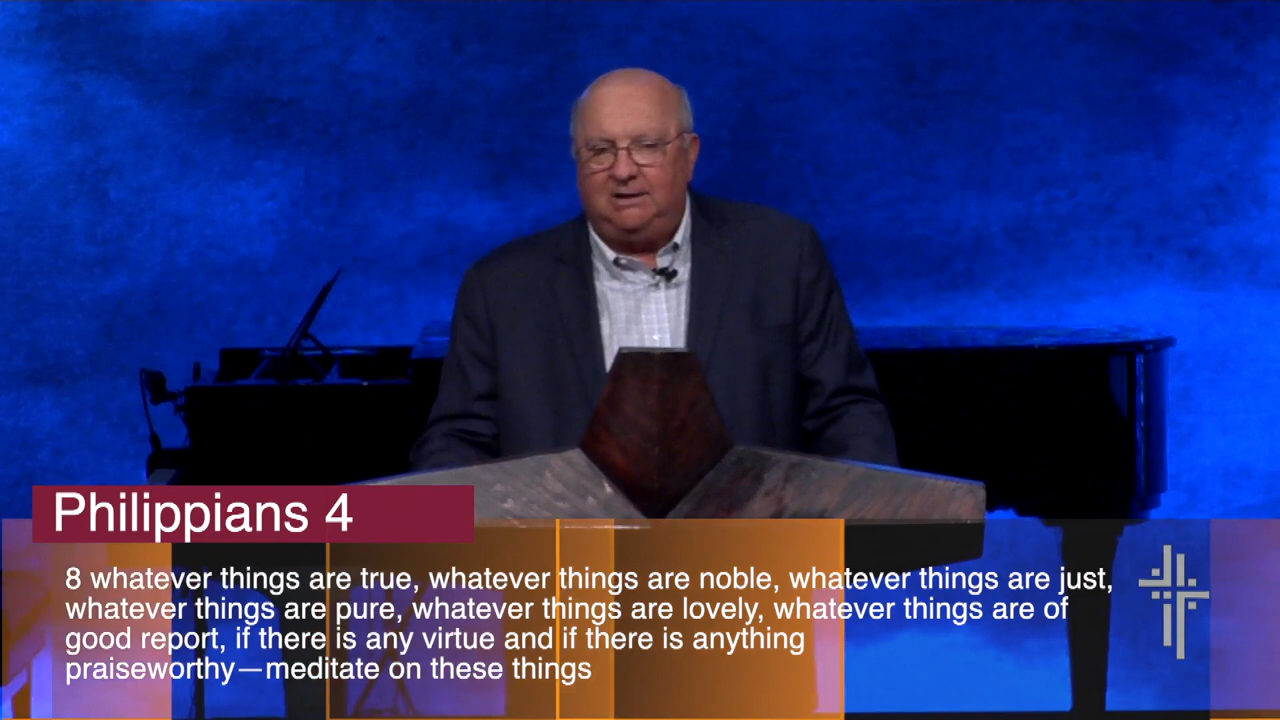 Philippians 4
8 whatever things are true, whatever things are noble, whatever things are just,
whatever things are pure, whatever things are lovely, whatever things are of
good report, if there is any virtue and if there is anything
praiseworthy—meditate on these things